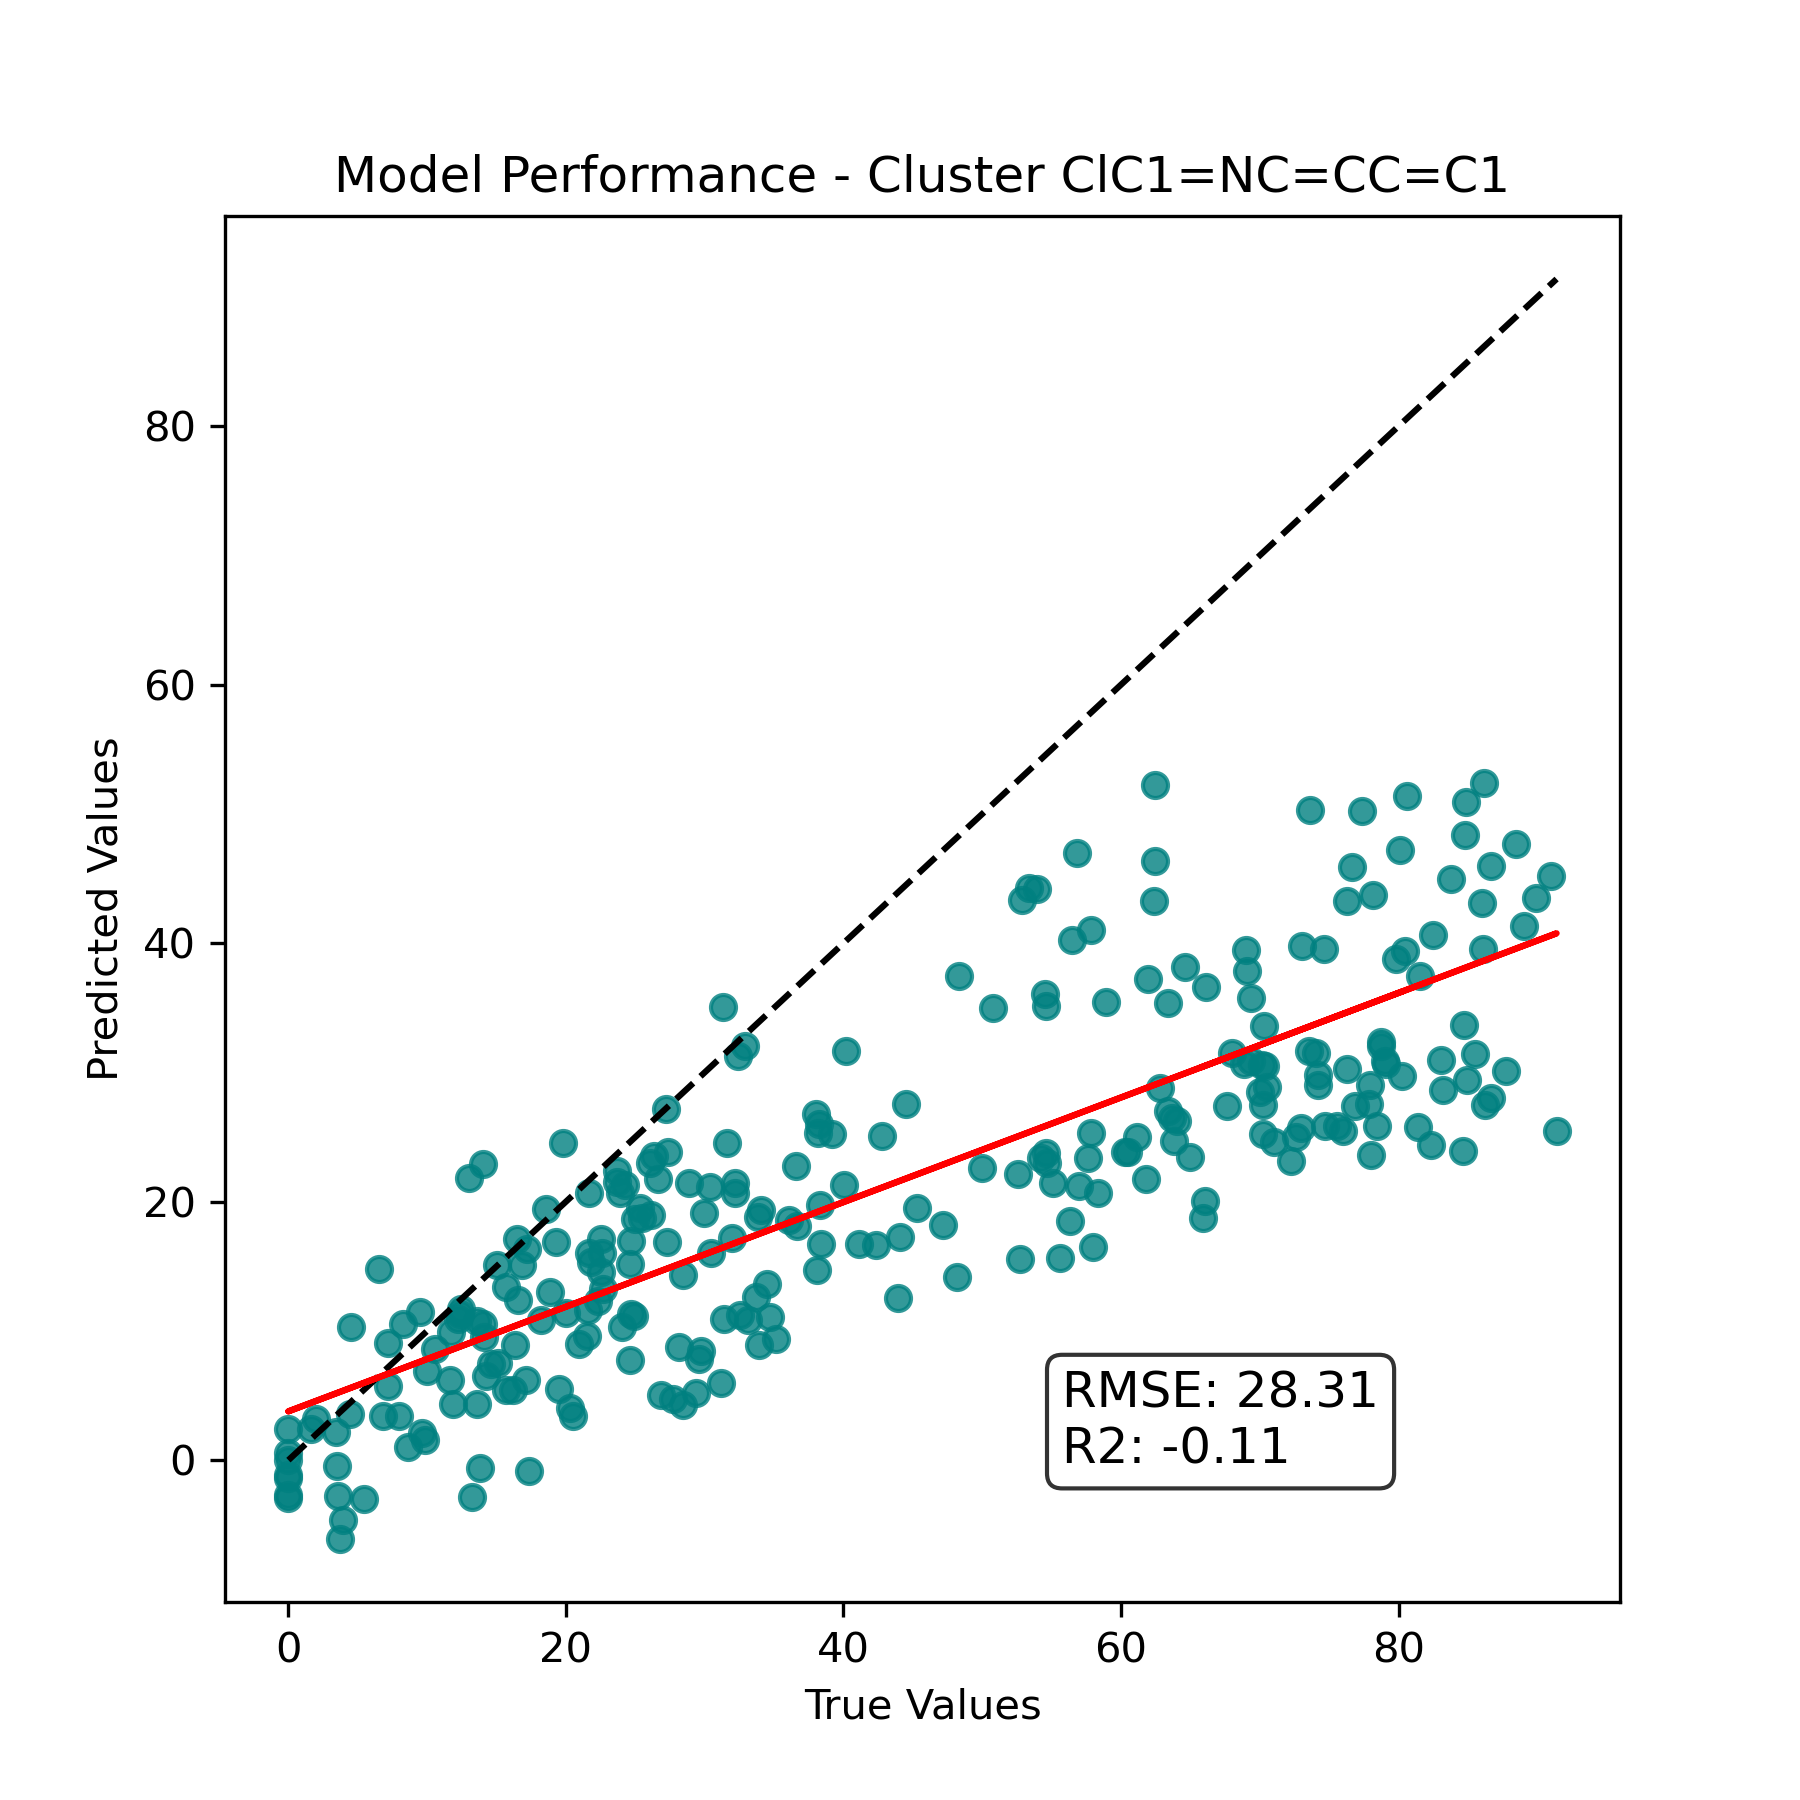 Model Performance - Cluster ClC1=NC=CC=C1
80
60
40
20
0
Predicted Values
RMSE: 28.31
R2: -0.11
0 20 40 60 80
True Values